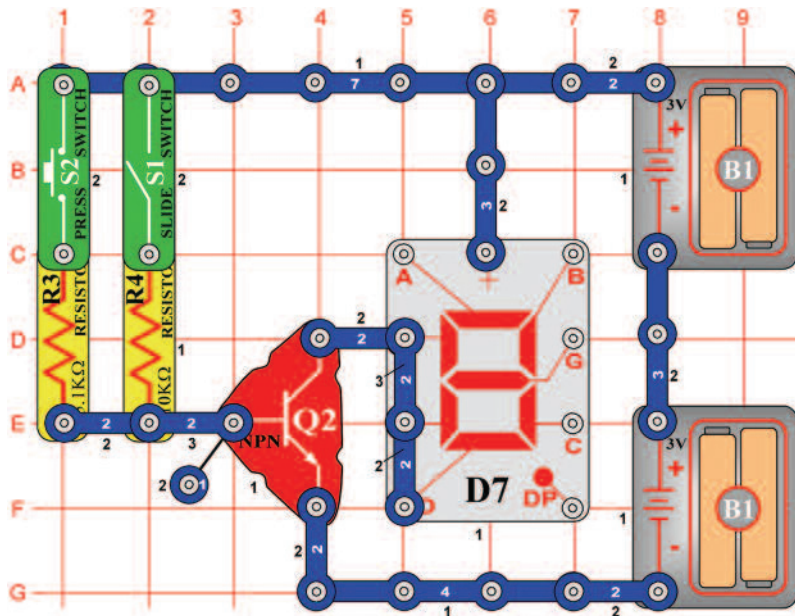 1 2 3 4 5 6 7 8 9
A
B
C
D
E
F
G
1
7
2
2
S2
PRESS SWITCH
2
S1
SLIDE SWITCH
2
3V
+
-
1
B1
3
2
R3
RESISTO
.1KΩ
R4
RESISTO
0KΩ
1
A
+
B
G
C
D
DP
D7
1
2
2
3
2
2
2
3
2
2
2
2
3
2
1
NPN
Q2
1
2
2
4
1
2
2
3V
+
-
1
B1